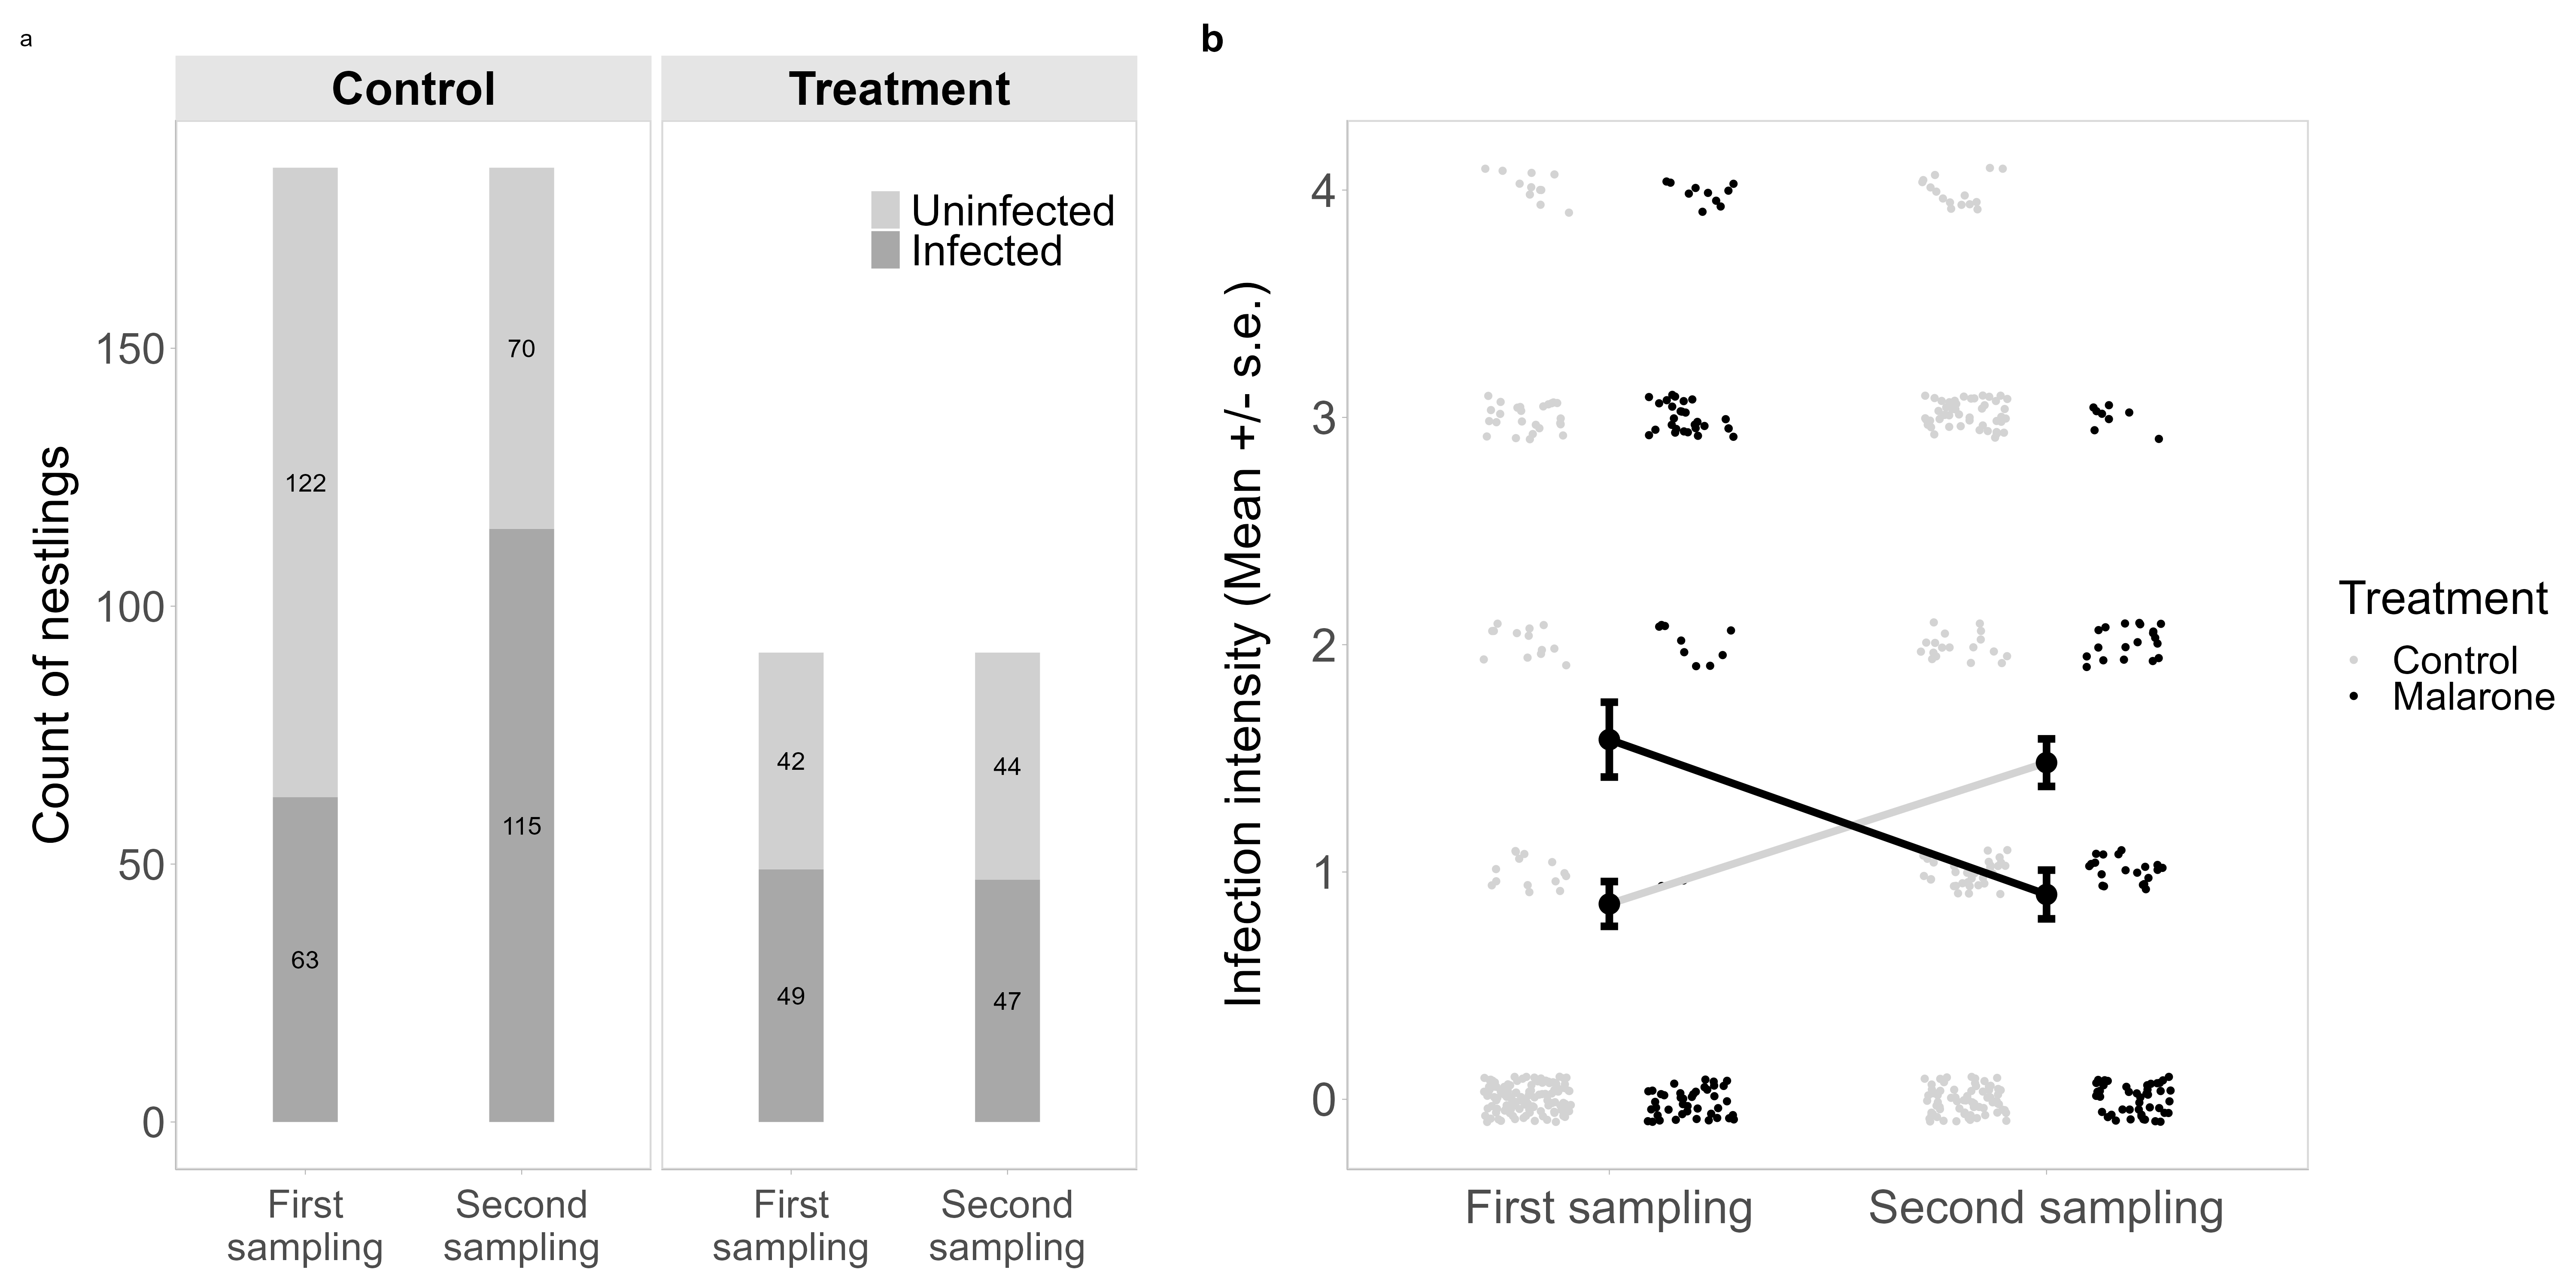 a
Control
Treatment
Uninfected
Infected
Count of nestlings
150
100
50
0
122
63
70
115
42
49
44
47
First
sampling
Second
sampling
First
sampling
Second
sampling
b
Infection intensity (Mean +/- s.e.)
4
3
2
1
0
First sampling
Second sampling
Treatment
Control
Malarone